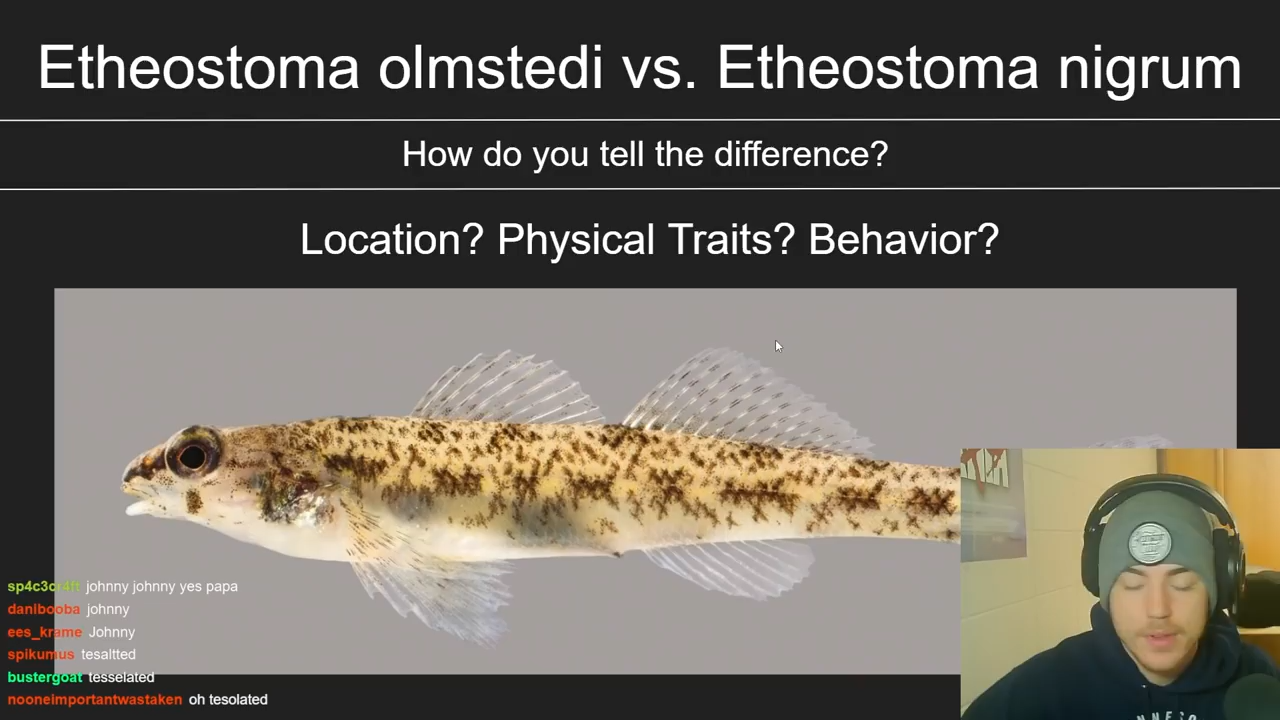 Etheostoma olmstedi vs. Etheostoma nigrum
How do you tell the difference?
Location? Physical Traits? Behavior?
sp4c3cr4ft johnny johnny yes papa
danibooba johnny
ees_krame Johnny
spikumus tesaltted
bustergoat tesselated
nooneimportantwastaken oh tesolated